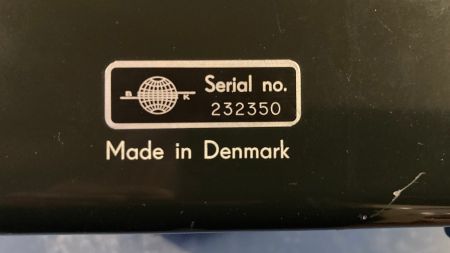 B K
Serial no.
232350
Made in Denmark